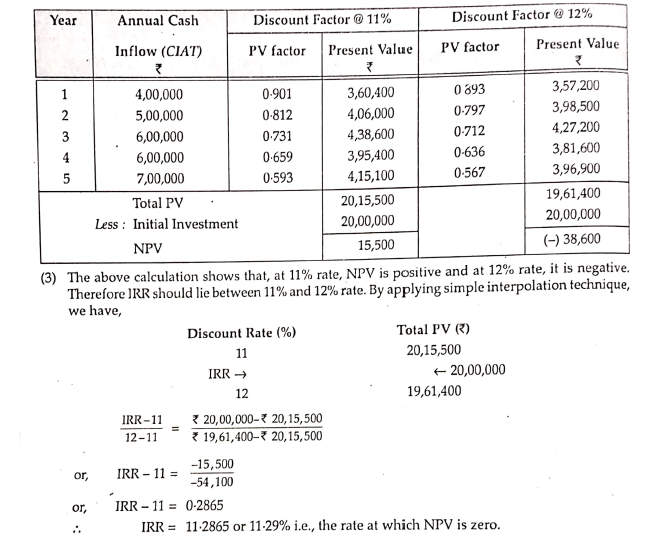 Year Annual Cash Discount Factor @ 11% Discount Factor @ 12%
Inflow (CIAT) PV factor Present Value PV factor Present Value
₹ ₹ ₹
1 4,00,000 0·901 3,60,400 0·893 3,57,200
2 5,00,000 0·812 4,06,000 0·797 3,98,500
3 6,00,000 0·731 4,38,600 0·712 4,27,200
4 6,00,000 0·659 3,95,400 0·636 3,81,600
5 7,00,000 0·593 4,15,100 0·567 3,96,900
Total PV 20,15,500 19,61,400
Less : Initial Investment 20,00,000 20,00,000
NPV 15,500 (–) 38,600
(3) The above calculation shows that, at 11% rate, NPV is positive and at 12% rate, it is negative.
Therefore IRR should lie between 11% and 12% rate. By applying simple interpolation technique,
we have,
Discount Rate (%) Total PV (₹)
11 20,15,500
IRR → ← 20,00,000
12 19,61,400
IRR–11 ₹ 20,00,000–₹ 20,15,500
=
12–11 ₹ 19,61,400–₹ 20,15,500
–15,500
or, IRR – 11 =
–54,100
or, IRR – 11 = 0·2865
∴ IRR = 11·2865 or 11·29% i.e., the rate at which NPV is zero.